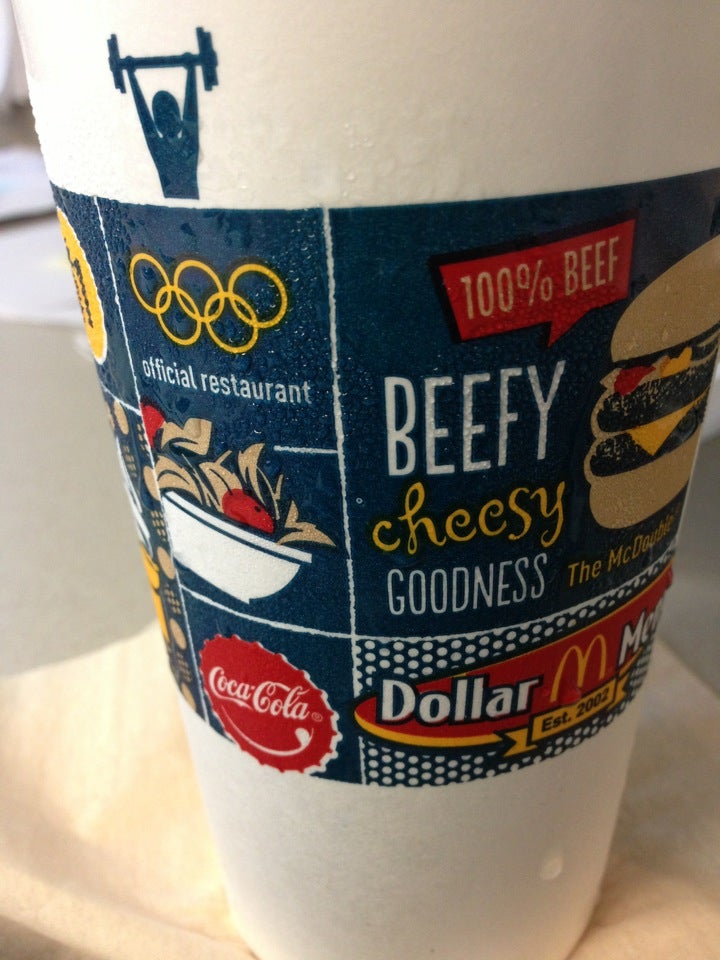 official restaurant
100% BEEF
BEEFY
cheesy
GOODNESS
The McDouble
Coca-Cola®
Dollar
Est. 2002